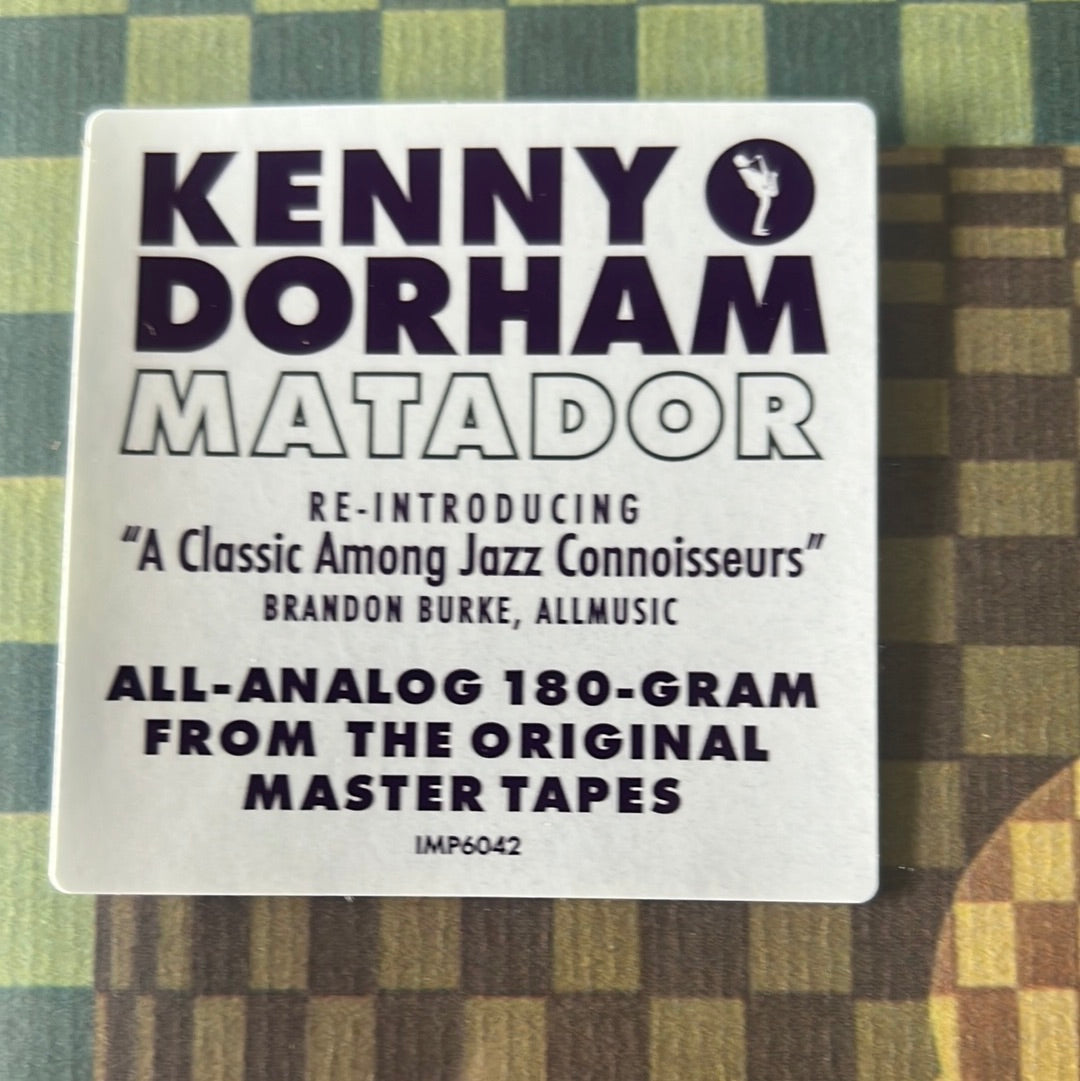 KENNY
DORHAM
MATADOR
RE-INTRODUCING
"A Classic Among Jazz Connoisseurs"
BRANDON BURKE, ALLMUSIC
ALL-ANALOG 180-GRAM
FROM THE ORIGINAL
MASTER TAPES
IMP6042